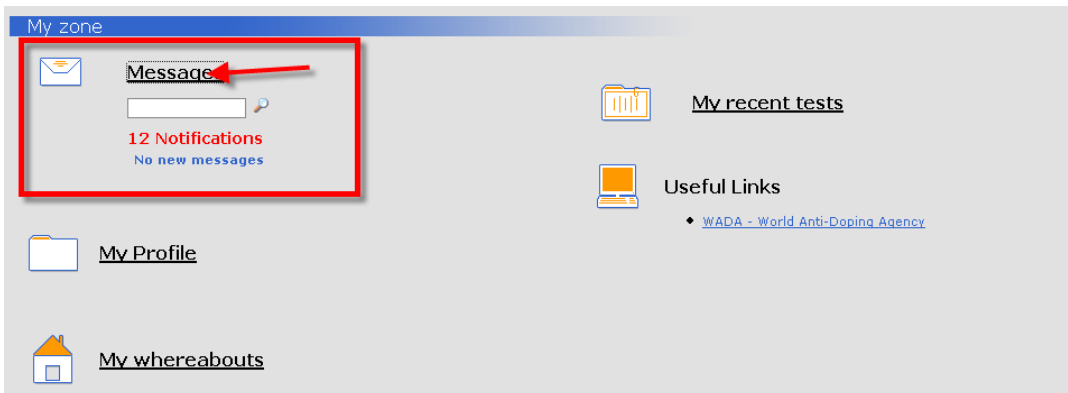 My zone
Messages
12 Notifications
No new messages
My Profile
My whereabouts
My recent tests
Useful Links
WADA - World Anti-Doping Agency